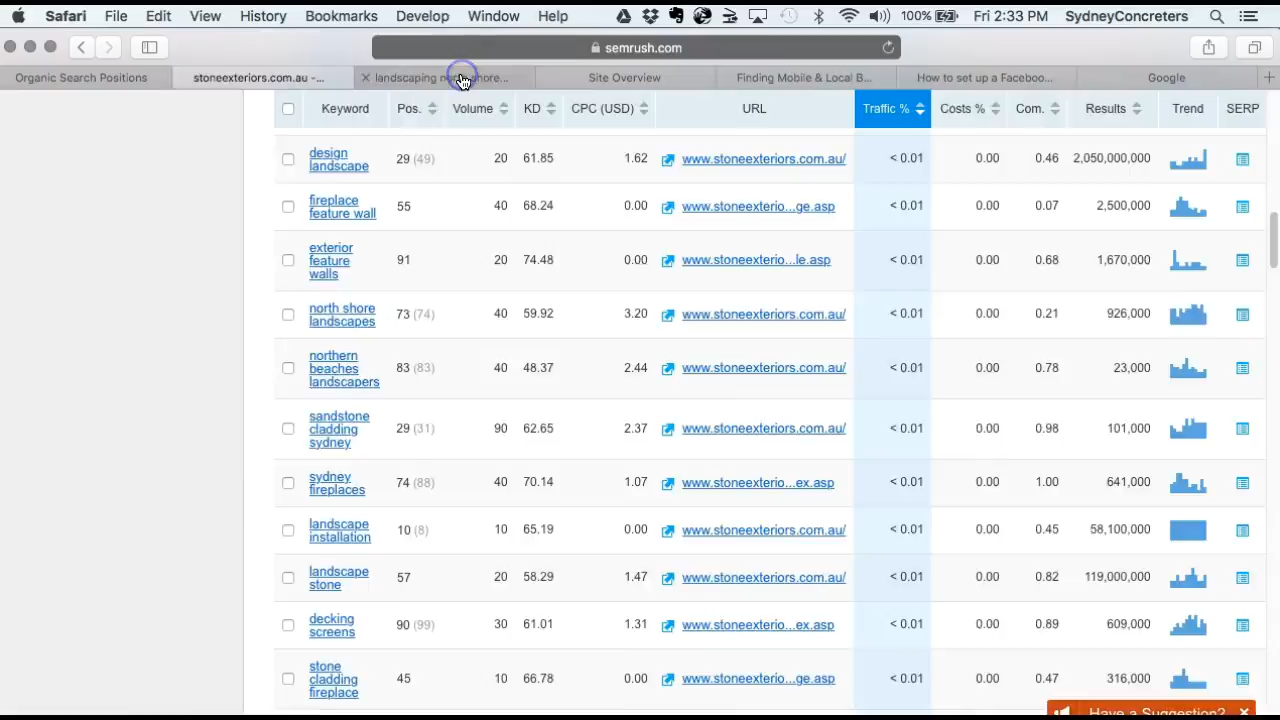 Safari File Edit View History Bookmarks Develop Window Help 100% Fri 2:33 PM SydneyConcreters
semrush.com
Organic Search Positions stoneexteriors.com.au -... landscaping no shore... Site Overview Finding Mobile & Local B... How to set up a Faceboo... Google
Keyword Pos. Volume KD CPC (USD) URL Traffic % Costs % Com. Results Trend SERP
design landscape 29 (49) 20 61.85 1.62 www.stoneexteriors.com.au/ < 0.01 0.00 0.46 2,050,000,000
fireplace feature wall 55 40 68.24 0.00 www.stoneexterio...ge.asp < 0.01 0.00 0.07 2,500,000
exterior feature walls 91 20 74.48 0.00 www.stoneexterio...le.asp < 0.01 0.00 0.68 1,670,000
north shore landscapes 73 (74) 40 59.92 3.20 www.stoneexteriors.com.au/ < 0.01 0.00 0.21 926,000
northern beaches landscapers 83 (83) 40 48.37 2.44 www.stoneexteriors.com.au/ < 0.01 0.00 0.78 23,000
sandstone cladding sydney 29 (31) 90 62.65 2.37 www.stoneexteriors.com.au/ < 0.01 0.00 0.98 101,000
sydney fireplaces 74 (88) 40 70.14 1.07 www.stoneexterio...ex.asp < 0.01 0.00 1.00 641,000
landscape installation 10 (8) 10 65.19 0.00 www.stoneexteriors.com.au/ < 0.01 0.00 0.45 58,100,000
landscape stone 57 20 58.29 1.47 www.stoneexteriors.com.au/ < 0.01 0.00 0.82 119,000,000
decking screens 90 (99) 30 61.01 1.31 www.stoneexterio...ex.asp < 0.01 0.00 0.89 609,000
stone cladding fireplace 45 10 66.78 0.00 www.stoneexterio...ge.asp < 0.01 0.00 0.47 316,000
Have a Suggestion?